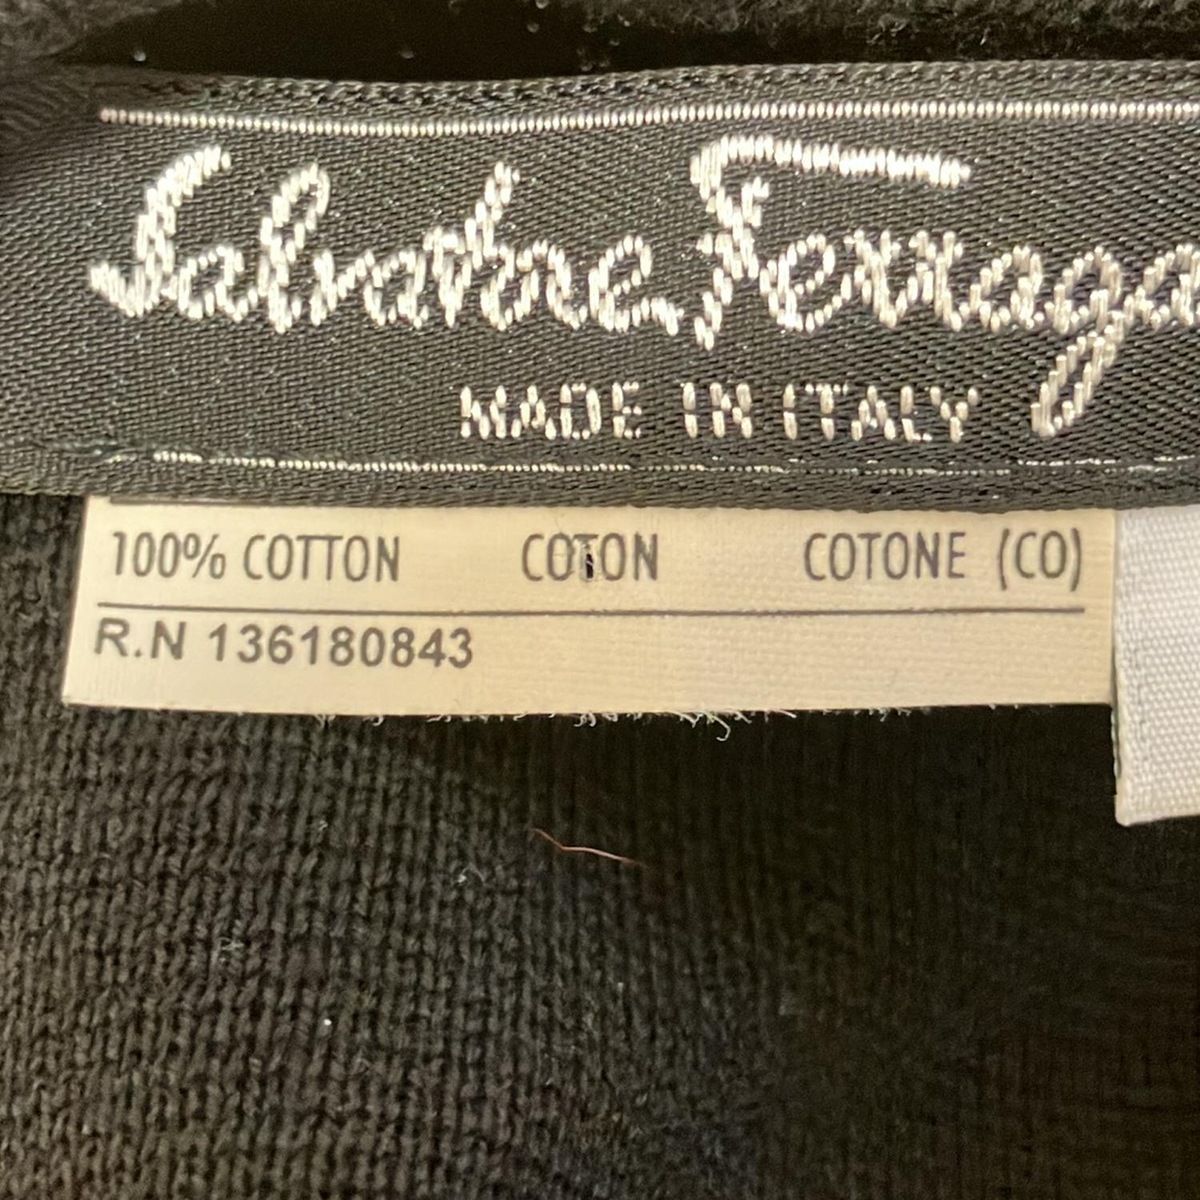 Salvatore Ferraga
MADE IN ITALY
100% COTTON COTON COTONE (CO)
R.N 136180843